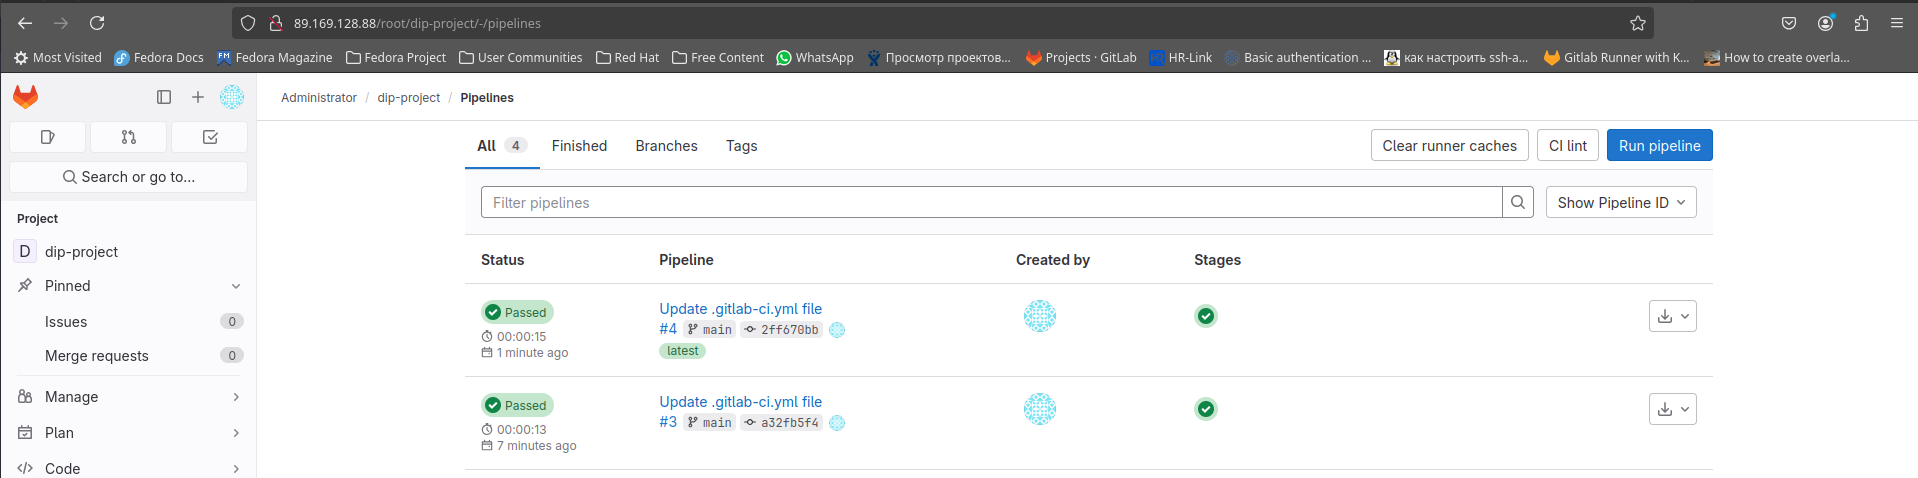 89.169.128.88/root/dip-project/-/pipelines
Most Visited Fedora Docs Fedora Magazine Fedora Project User Communities Red Hat Free Content WhatsApp Просмотр проектов... Projects · GitLab HR-Link Basic authentication ... как настроить ssh-a... Gitlab Runner with K... How to create overla...
Administrator / dip-project / Pipelines
All 4 Finished Branches Tags Clear runner caches CI lint Run pipeline
Search or go to...
Filter pipelines Show Pipeline ID
Project
D dip-project
Pinned
Issues 0
Merge requests 0
Manage
Plan
Code
Status Pipeline Created by Stages
Passed Update .gitlab-ci.yml file
00:00:15 #4 main 2ff670bb
1 minute ago latest
Passed Update .gitlab-ci.yml file
00:00:13 #3 main a32fb5f4
7 minutes ago